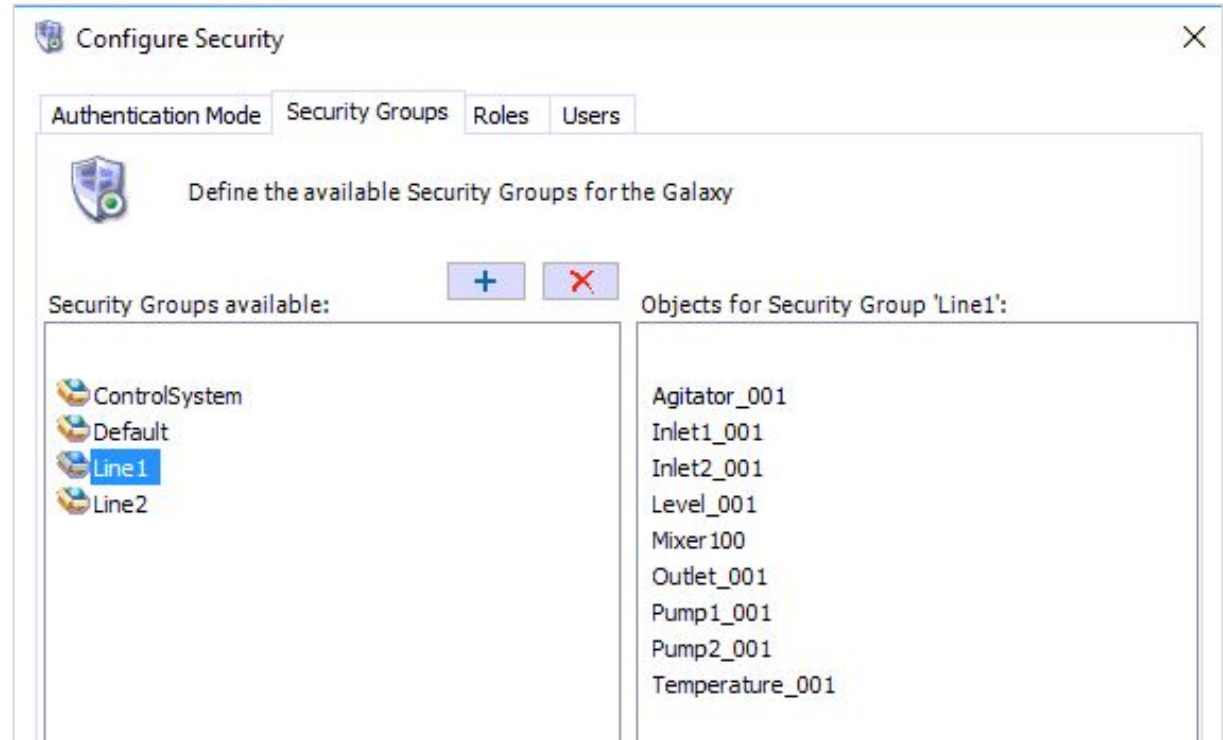 Configure Security
Authentication Mode Security Groups Roles Users
Define the available Security Groups for the Galaxy
Security Groups available:
ControlSystem
Default
Line1
Line2
Objects for Security Group 'Line1':
Agitator_001
Inlet1_001
Inlet2_001
Level_001
Mixer100
Outlet_001
Pump1_001
Pump2_001
Temperature_001